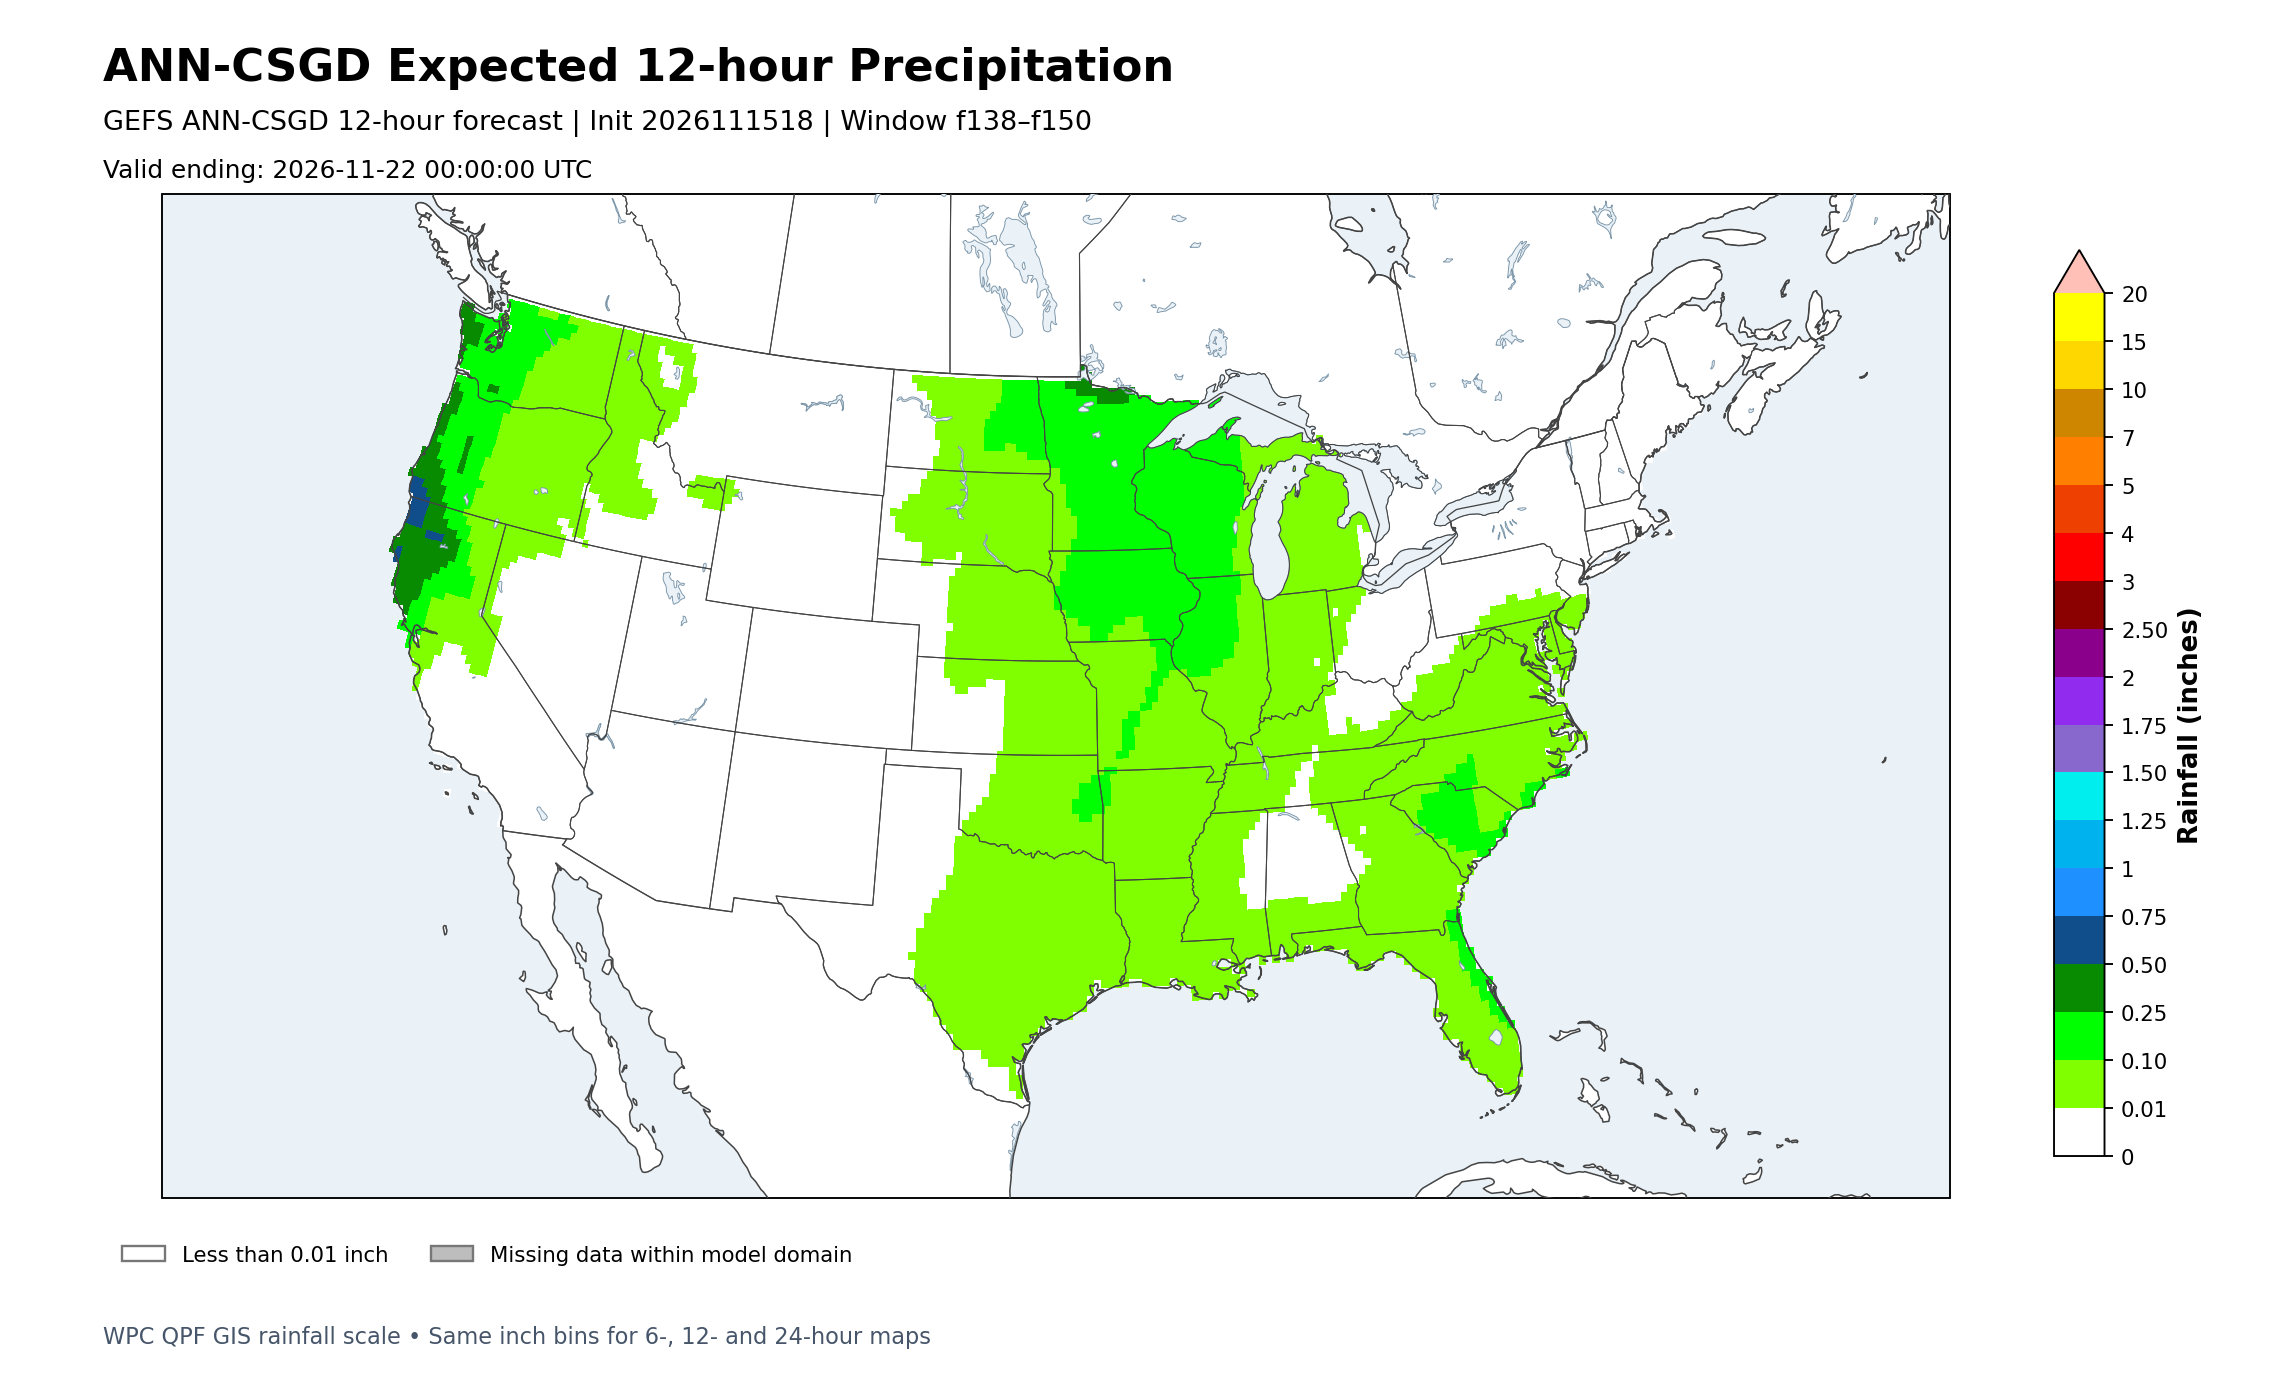 ANN-CSGD Expected 12-hour Precipitation
GEFS ANN-CSGD 12-hour forecast | Init 2026111518 | Window f138–f150
Valid ending: 2026-11-22 00:00:00 UTC
20
15
10
7
5
4
3
2.50
2
1.75
1.50
1.25
1
0.75
0.50
0.25
0.10
0.01
0
Rainfall (inches)
Less than 0.01 inch
Missing data within model domain
WPC QPF GIS rainfall scale • Same inch bins for 6-, 12- and 24-hour maps